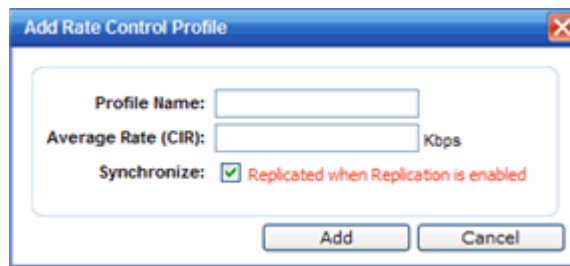 Add Rate Control Profile
Profile Name:
Average Rate (CIR): Kbps
Synchronize: Replicated when Replication is enabled
Add Cancel